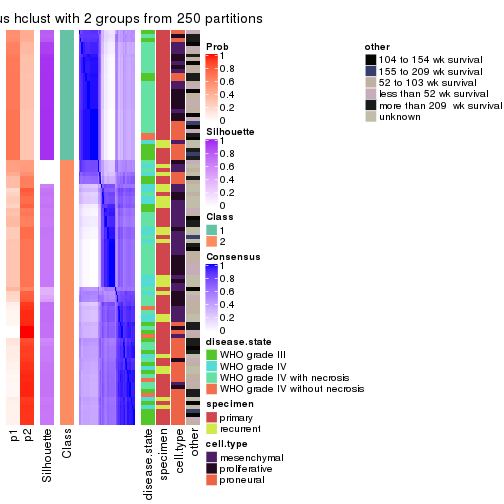 us hclust with 2 groups from 250 partitions
Prob
1
0.8
0.6
0.4
0.2
0
Silhouette
1
0.8
0.6
0.4
0.2
0
Class
1
2
Consensus
1
0.8
0.6
0.4
0.2
0
disease.state
WHO grade III
WHO grade IV
WHO grade IV with necrosis
WHO grade IV without necrosis
specimen
primary
recurrent
cell.type
mesenchymal
proliferative
proneural
other
104 to 154 wk survival
155 to 209 wk survival
52 to 103 wk survival
less than 52 wk survival
more than 209 wk survival
unknown
p1
p2
Silhouette
Class
disease.state
specimen
cell.type
other